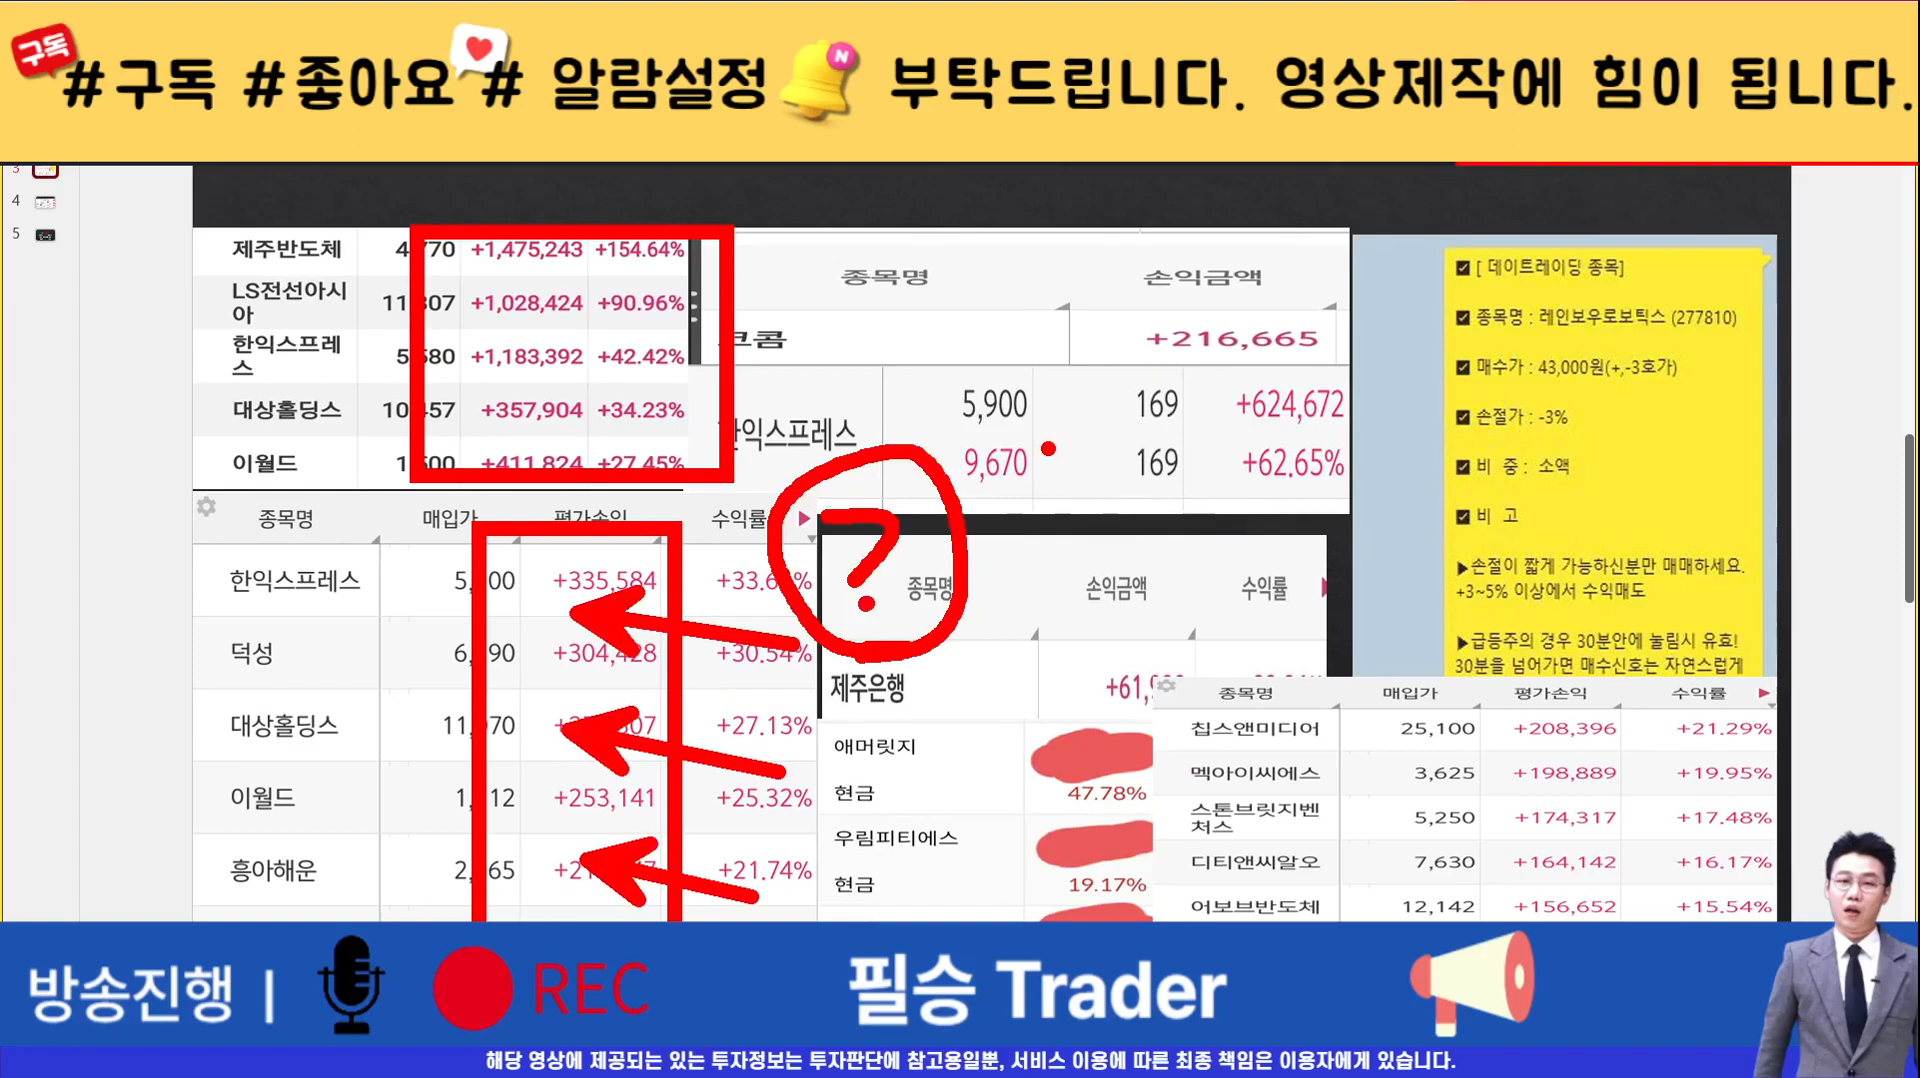 구독
#구독 #좋아요 # 알람설정 N 부탁드립니다. 영상제작에 힘이 됩니다.
3
4
5
제주반도체 4,770 +1,475,243 +154.64%
LS전선아시아 11,807 +1,028,424 +90.96%
한익스프레스 5,580 +1,183,392 +42.42%
대상홀딩스 +357,904 +34.23%
이월드 +411,824 +27.45%
종목명 손익금액
코콤 +216,665
한익스프레스 5,900 169 +624,672
9,670 169 +62.65%
[ 데이트레이딩 종목]
종목명 : 레인보우로보틱스 (277810)
매수가 : 43,000원(+,-3호가)
손절가 : -3%
비 중 : 소액
비 고
▶손절이 짧게 가능하신분만 매매하세요.
+3~5% 이상에서 수익매도
▶급등주의 경우 30분안에 눌림시 유효!
30분을 넘어가면 매수신호는 자연스럽게
종목명 매입가 평가손익 수익률
한익스프레스 +335,584
덕성 +304,428 +30.54%
대상홀딩스 +27.13%
이월드 +253,141 +25.32%
흥아해운 +21.74%
?
종목명 손익금액 수익률
제주은행
애머릿지
현금 47.78%
우림피티에스
현금 19.17%
종목명 매입가 평가손익 수익률
칩스앤미디어 25,100 +208,396 +21.29%
멕아이씨에스 3,625 +198,889 +19.95%
스톤브릿지벤처스 5,250 +174,317 +17.48%
디티앤씨알오 7,630 +164,142 +16.17%
어보브반도체 12,142 +156,652 +15.54%
방송진행 | REC 필승 Trader
해당 영상에 제공되는 있는 투자정보는 투자판단에 참고용일뿐, 서비스 이용에 따른 최종 책임은 이용자에게 있습니다.